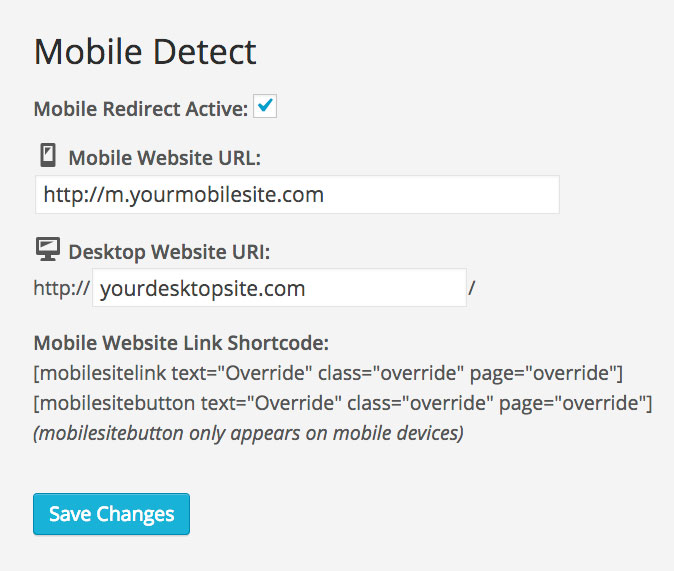 Mobile Detect
Mobile Redirect Active:
Mobile Website URL:
http://m.yourmobilesite.com
Desktop Website URI:
http:// yourdesktopsite.com /
Mobile Website Link Shortcode:
[mobilesitelink text="Override" class="override" page="override"]
[mobilesitebutton text="Override" class="override" page="override"]
(mobilesitebutton only appears on mobile devices)
Save Changes